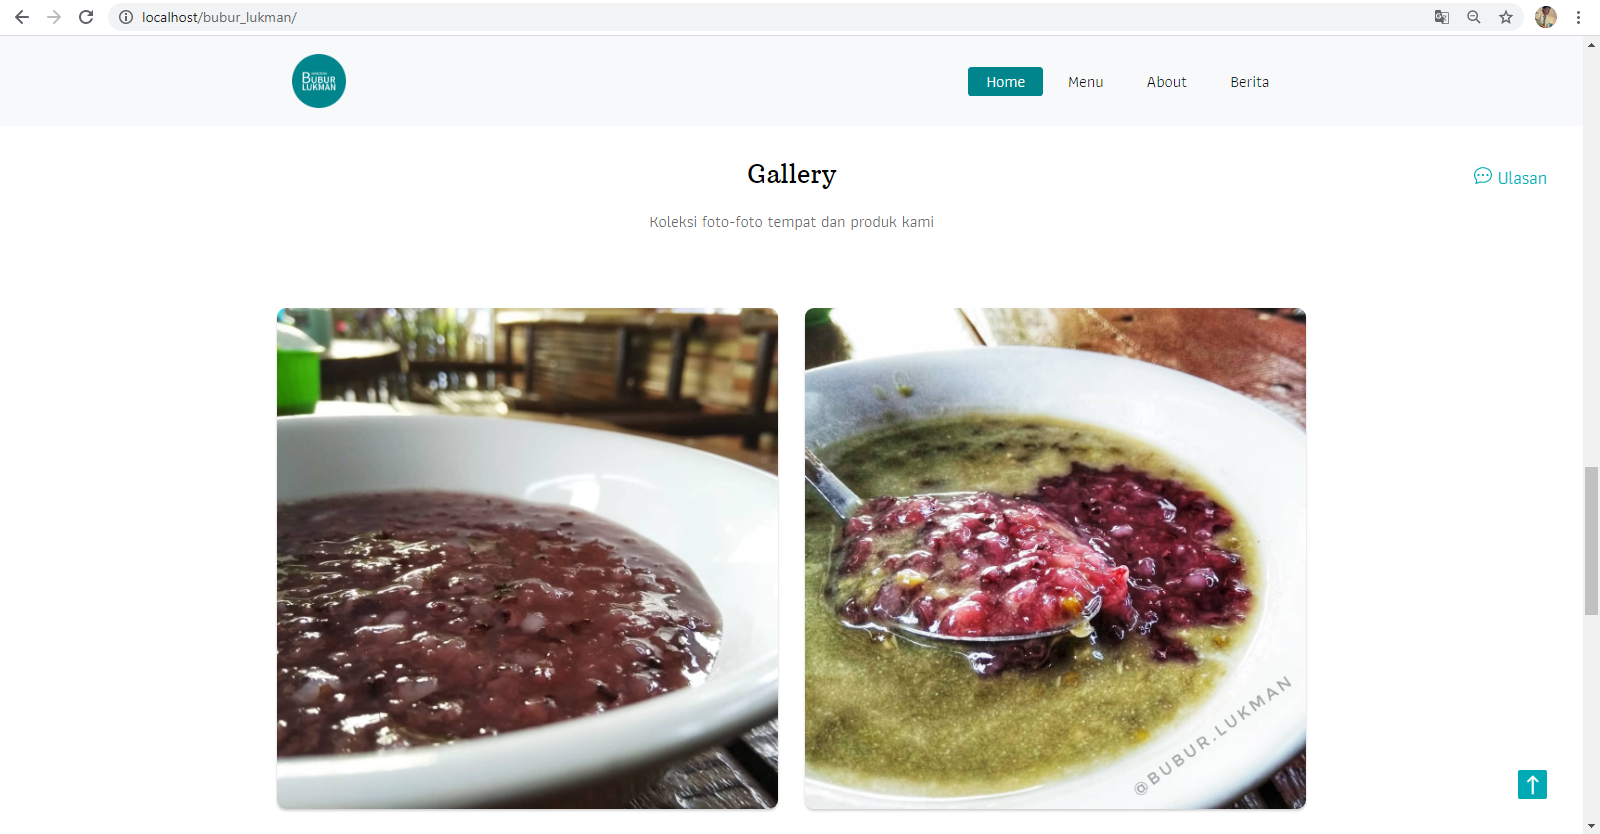 localhost/bubur_lukman/
BUBUR
LUKMAN
Home
Menu
About
Berita
Gallery
Ulasan
Koleksi foto-foto tempat dan produk kami
@BUBUR.LUKMAN